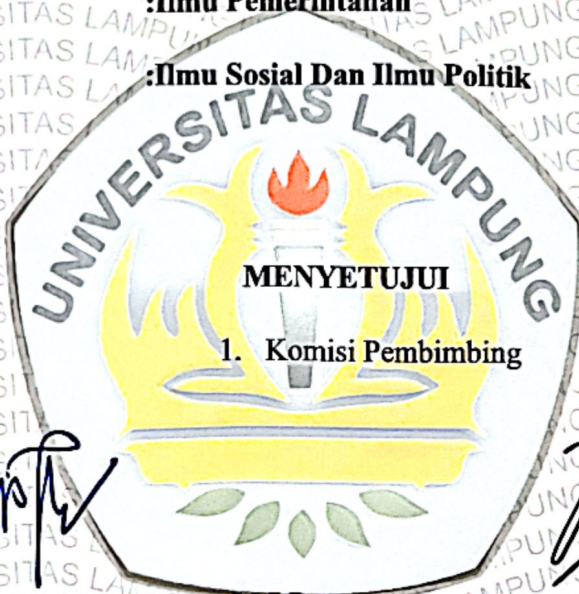 :Ilmu Pemerintahan
:Ilmu Sosial Dan Ilmu Politik
UNIVERSITAS LAMPUNG
MENYETUJUI
1. Komisi Pembimbing